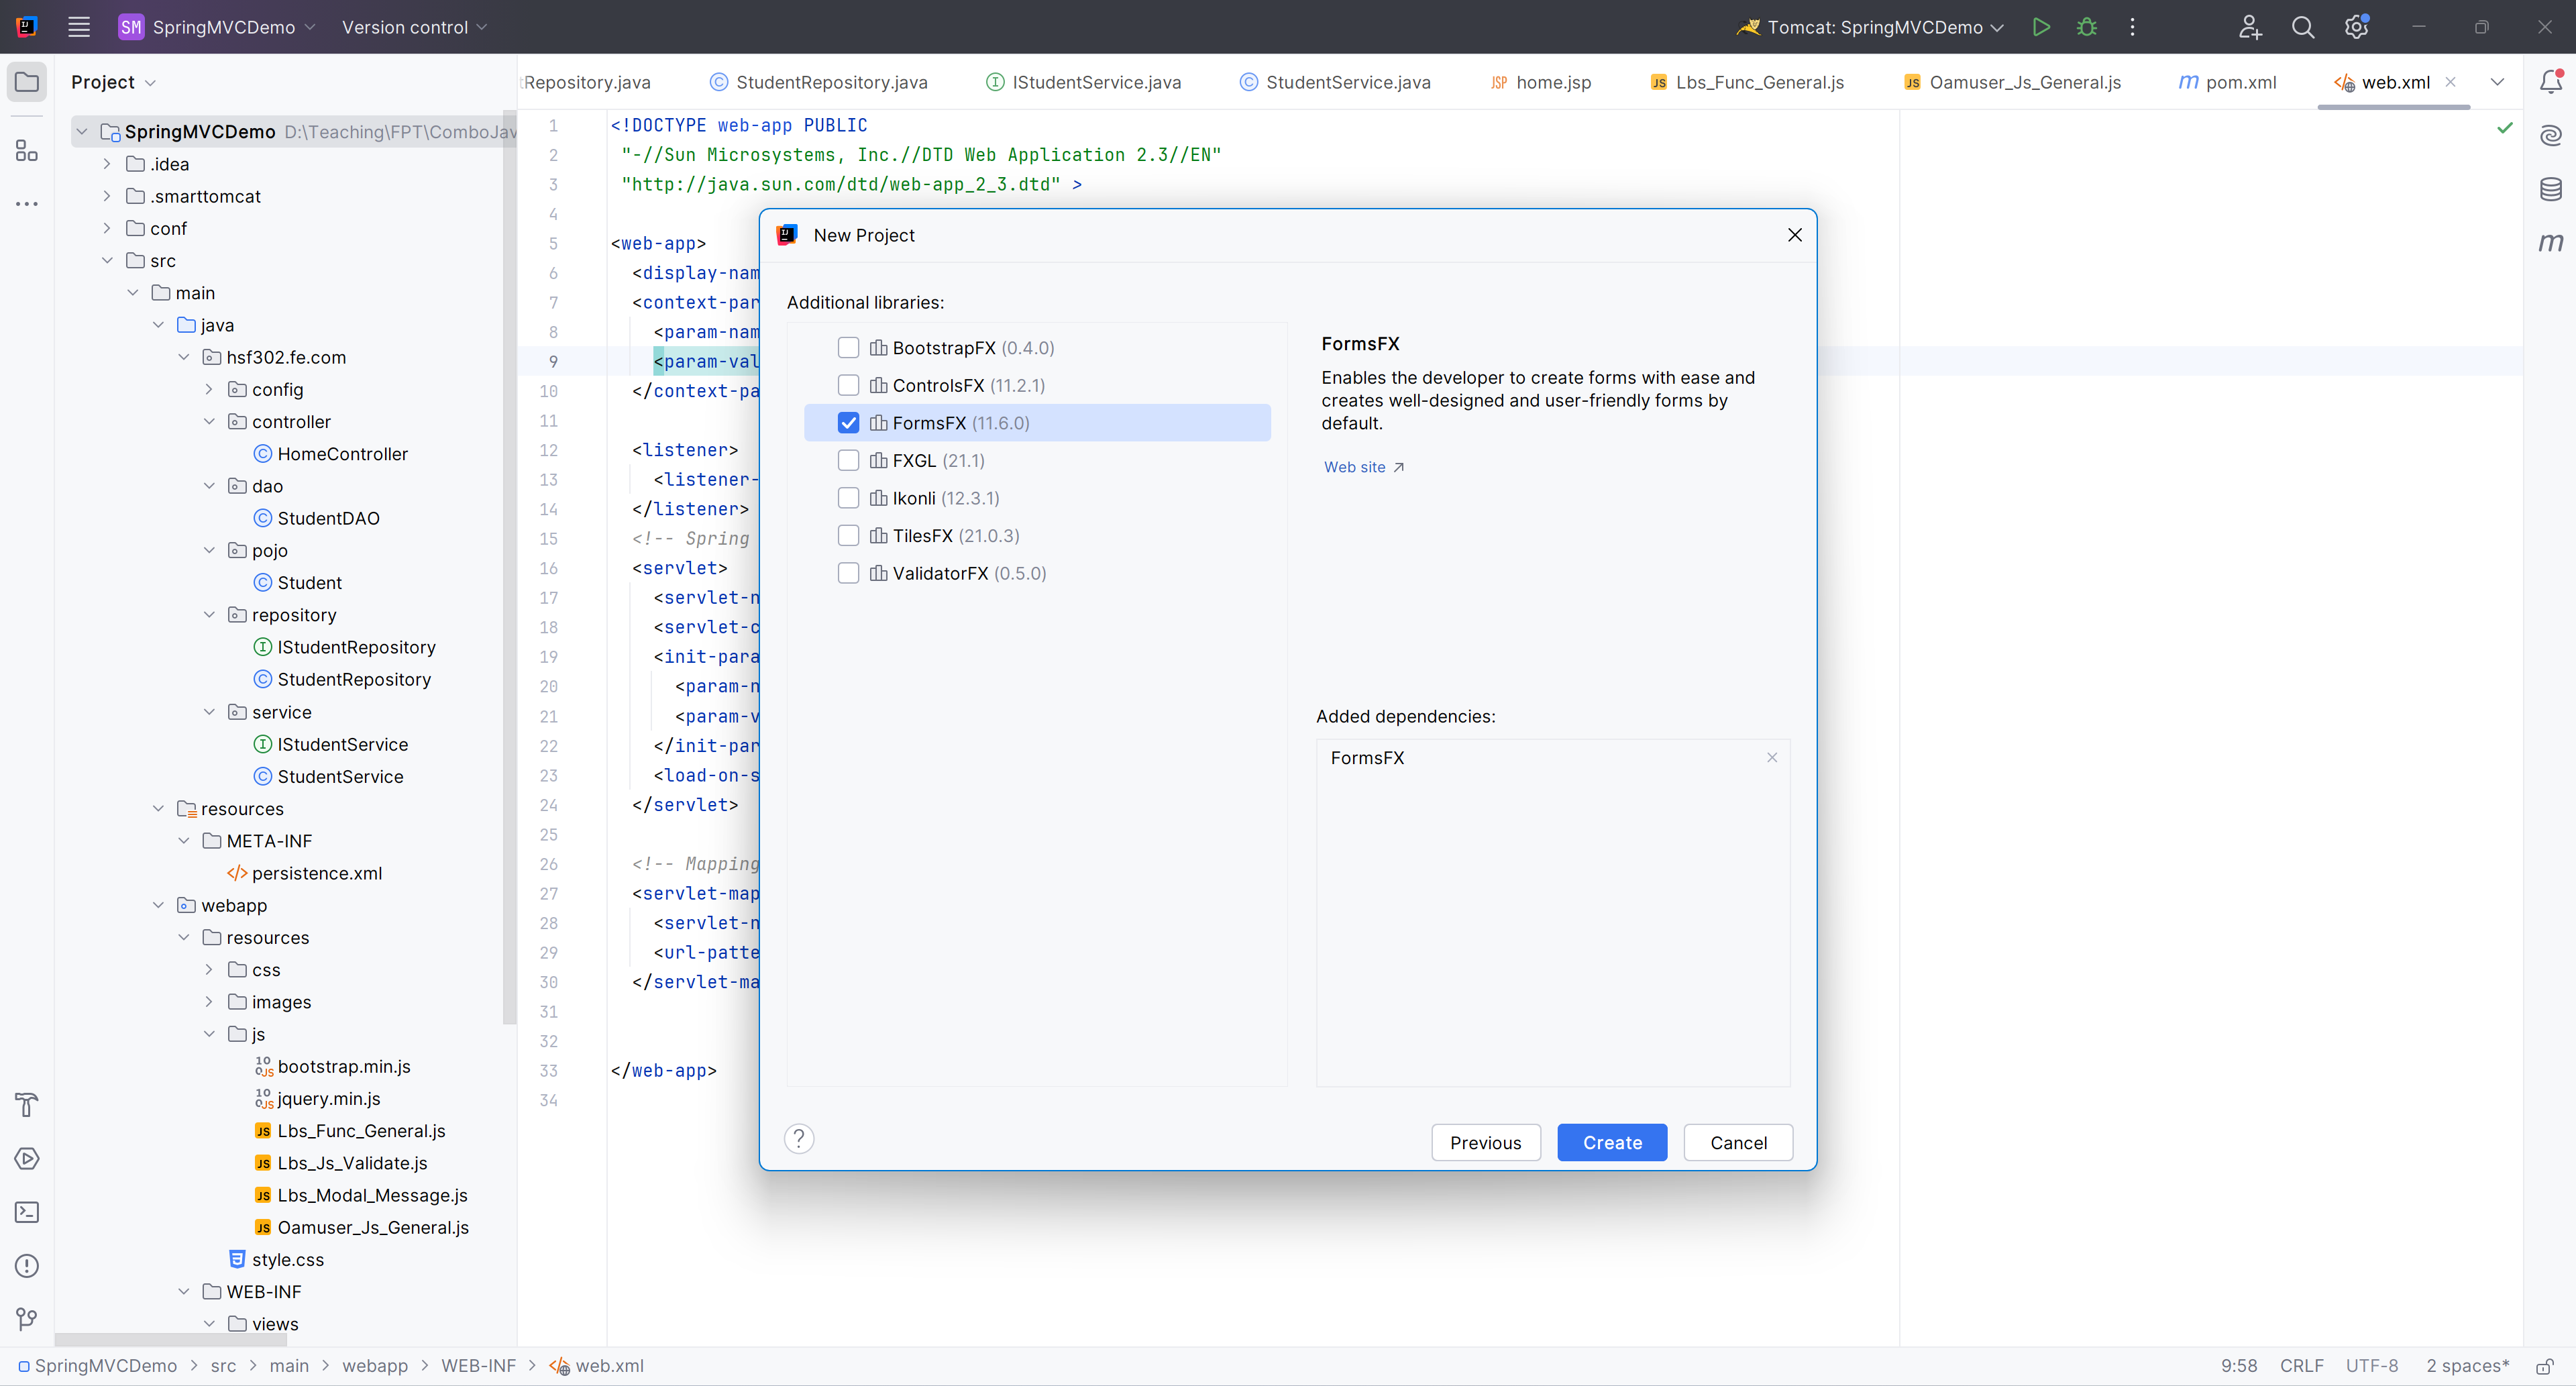 SM SpringMVCDemo Version control Tomcat: SpringMVCDemo
Project
tRepository.java StudentRepository.java IStudentService.java StudentService.java home.jsp Lbs_Func_General.js Oamuser_Js_General.js pom.xml web.xml
SpringMVCDemo D:\Teaching\FPT\ComboJav
.idea
.smarttomcat
conf
src
main
java
hsf302.fe.com
config
controller
HomeController
dao
StudentDAO
pojo
Student
repository
IStudentRepository
StudentRepository
service
IStudentService
StudentService
resources
META-INF
persistence.xml
webapp
resources
css
images
js
bootstrap.min.js
jquery.min.js
Lbs_Func_General.js
Lbs_Js_Validate.js
Lbs_Modal_Message.js
Oamuser_Js_General.js
style.css
WEB-INF
views
1 <!DOCTYPE web-app PUBLIC
2 "-//Sun Microsystems, Inc.//DTD Web Application 2.3//EN"
3 "http://java.sun.com/dtd/web-app_2_3.dtd" >
4
5 <web-app>
6 <display-nam
7 <context-par
8 <param-nam
9 <param-val
10 </context-pa
11
12 <listener>
13 <listener-
14 </listener>
15 <!-- Spring
16 <servlet>
17 <servlet-n
18 <servlet-c
19 <init-para
20 <param-n
21 <param-v
22 </init-par
23 <load-on-s
24 </servlet>
25
26 <!-- Mapping
27 <servlet-map
28 <servlet-n
29 <url-patte
30 </servlet-ma
31
32
33 </web-app>
34
New Project
Additional libraries:
BootstrapFX (0.4.0)
ControlsFX (11.2.1)
FormsFX (11.6.0)
FXGL (21.1)
Ikonli (12.3.1)
TilesFX (21.0.3)
ValidatorFX (0.5.0)
FormsFX
Enables the developer to create forms with ease and
creates well-designed and user-friendly forms by
default.
Web site ↗
Added dependencies:
FormsFX
? Previous Create Cancel
SpringMVCDemo > src > main > webapp > WEB-INF > web.xml 9:58 CRLF UTF-8 2 spaces*